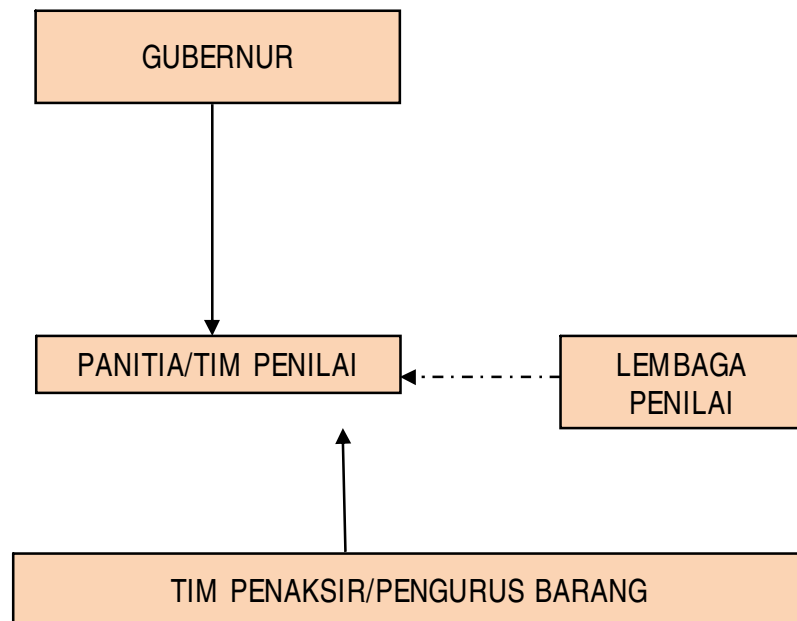 GUBERNUR
PANITIA/TIM PENILAI
LEMBAGA
PENILAI
TIM PENAKSIR/PENGURUS BARANG